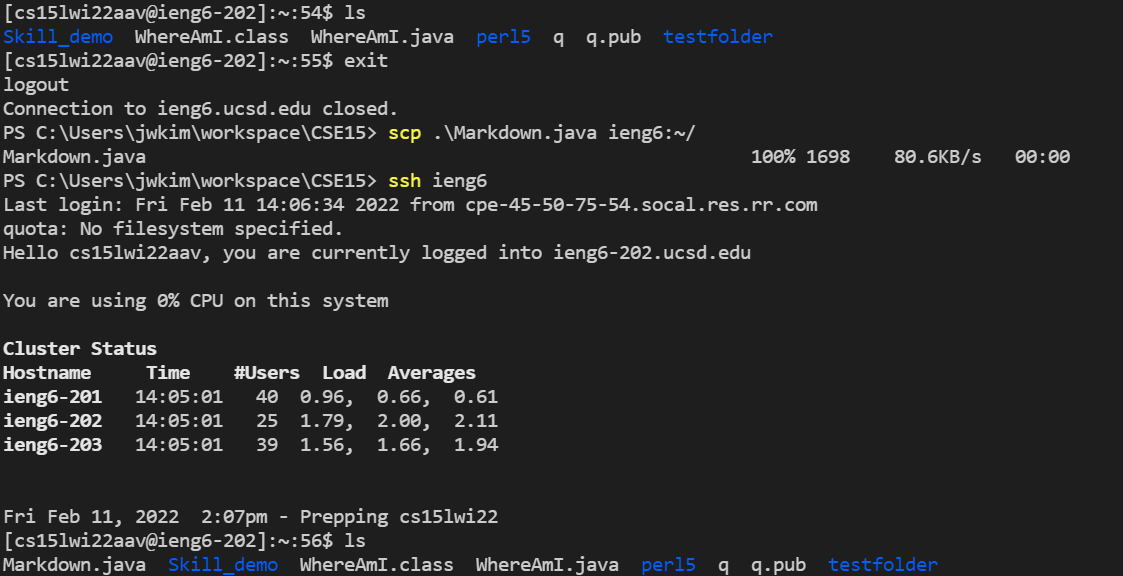 [cs15lwi22aav@ieng6-202]:~:54$ ls
Skill_demo  WhereAmI.class  WhereAmI.java  perl5  q  q.pub  testfolder
[cs15lwi22aav@ieng6-202]:~:55$ exit
logout
Connection to ieng6.ucsd.edu closed.
PS C:\Users\jwkim\workspace\CSE15> scp .\Markdown.java ieng6:~/
Markdown.java                                                       100% 1698    80.6KB/s   00:00
PS C:\Users\jwkim\workspace\CSE15> ssh ieng6
Last login: Fri Feb 11 14:06:34 2022 from cpe-45-50-75-54.socal.res.rr.com
quota: No filesystem specified.
Hello cs15lwi22aav, you are currently logged into ieng6-202.ucsd.edu
You are using 0% CPU on this system
Cluster Status
Hostname     Time    #Users  Load  Averages
ieng6-201   14:05:01   40  0.96,  0.66,  0.61
ieng6-202   14:05:01   25  1.79,  2.00,  2.11
ieng6-203   14:05:01   39  1.56,  1.66,  1.94
Fri Feb 11, 2022  2:07pm - Prepping cs15lwi22
[cs15lwi22aav@ieng6-202]:~:56$ ls
Markdown.java  Skill_demo  WhereAmI.class  WhereAmI.java  perl5  q  q.pub  testfolder